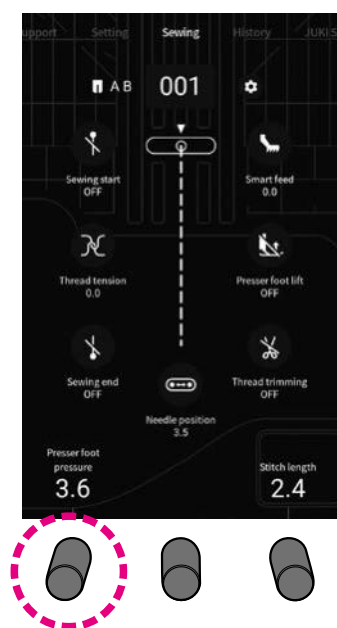 upport Setting Sewing History JUKI S
A B 001
Sewing start
OFF
Smart feed
0.0
Thread tension
0.0
Presser foot lift
OFF
Sewing end
OFF
Thread trimming
OFF
Needle position
3.5
Presser foot
pressure
3.6
Stitch length
2.4